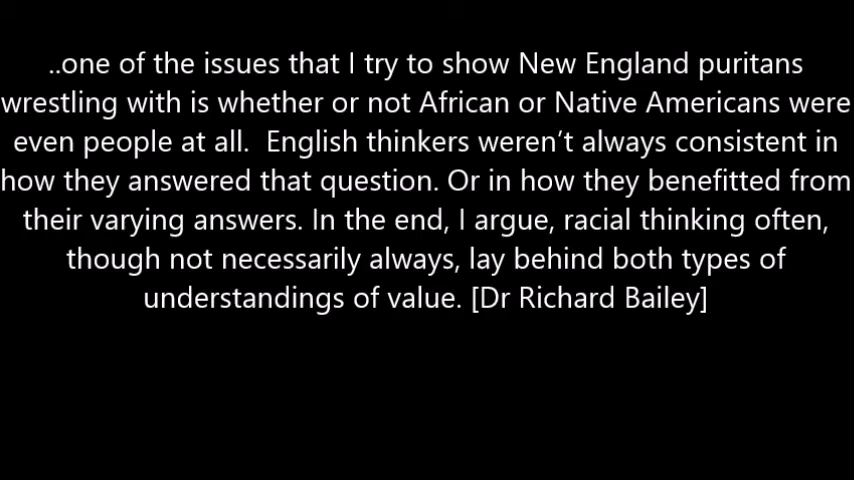 ..one of the issues that I try to show New England puritans
wrestling with is whether or not African or Native Americans were
even people at all.  English thinkers weren’t always consistent in
how they answered that question. Or in how they benefitted from
their varying answers. In the end, I argue, racial thinking often,
though not necessarily always, lay behind both types of
understandings of value. [Dr Richard Bailey]